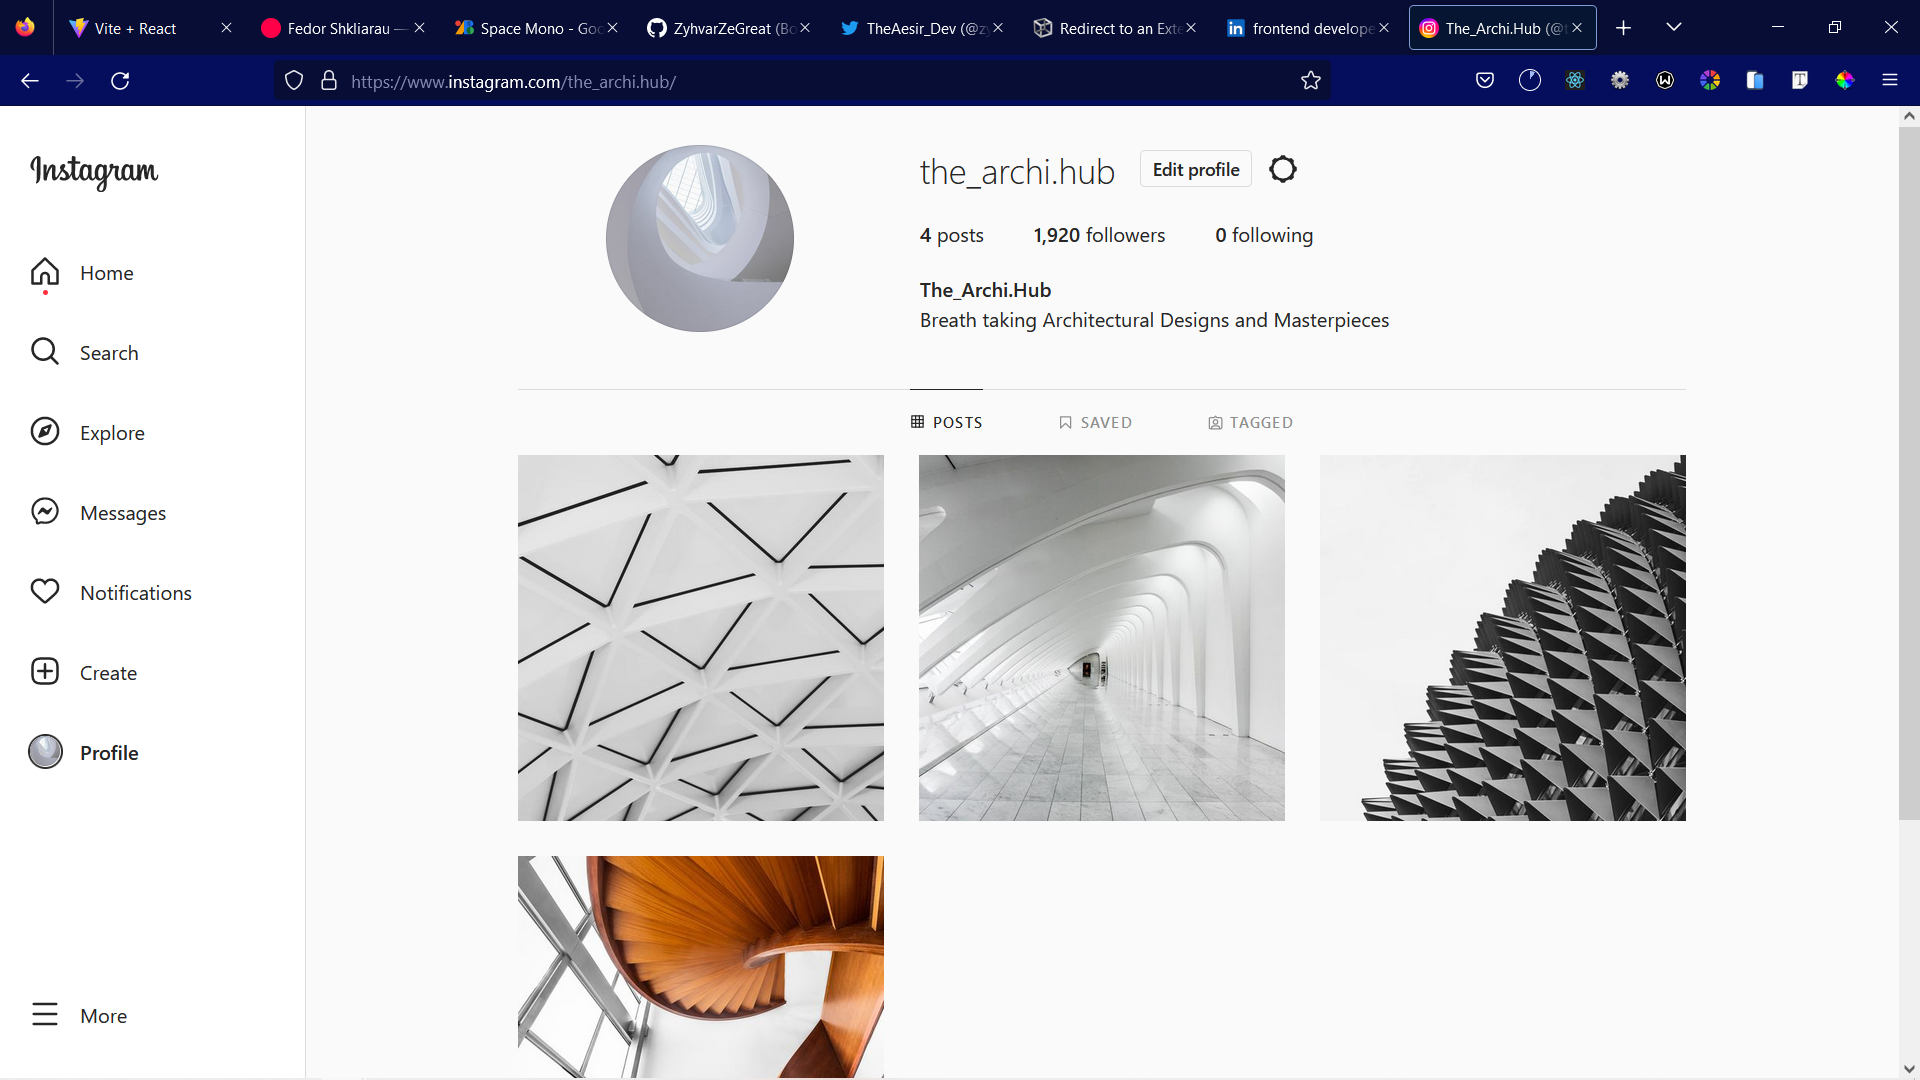 Vite + React
Fedor Shkliarau —
Space Mono - Goo
ZyhvarZeGreat (Bo
TheAesir_Dev (@zy
Redirect to an Exte
frontend develope
The_Archi.Hub (@t
https://www.instagram.com/the_archi.hub/
Instagram
Home
Search
Explore
Messages
Notifications
Create
Profile
More
the_archi.hub
Edit profile
4 posts 1,920 followers 0 following
The_Archi.Hub
Breath taking Architectural Designs and Masterpieces
POSTS SAVED TAGGED